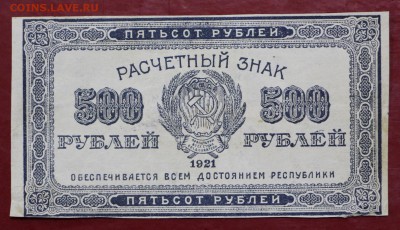 COINS.LAVE.RU
ПЯТЬСОТ РУБЛЕЙ
РАСЧЕТНЫЙ ЗНАК
500 500
РУБЛЕЙ РУБЛЕЙ
1921
ОБЕСПЕЧИВАЕТСЯ ВСЕМ ДОСТОЯНИЕМ РЕСПУБЛИКИ
ПЯТЬСОТ РУБЛЕЙ